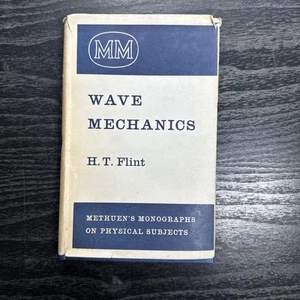 MM
WAVE
MECHANICS
H. T. Flint
METHUEN'S MONOGRAPHS
ON PHYSICAL SUBJECTS